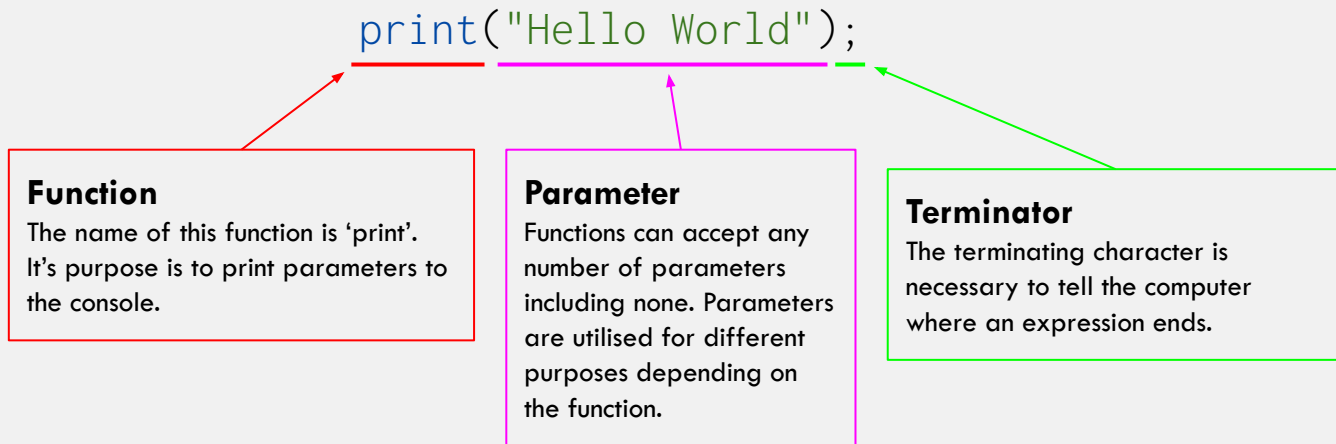 print("Hello World");
Function
The name of this function is ‘print’.
It’s purpose is to print parameters to
the console.
Parameter
Functions can accept any
number of parameters
including none. Parameters
are utilised for different
purposes depending on
the function.
Terminator
The terminating character is
necessary to tell the computer
where an expression ends.